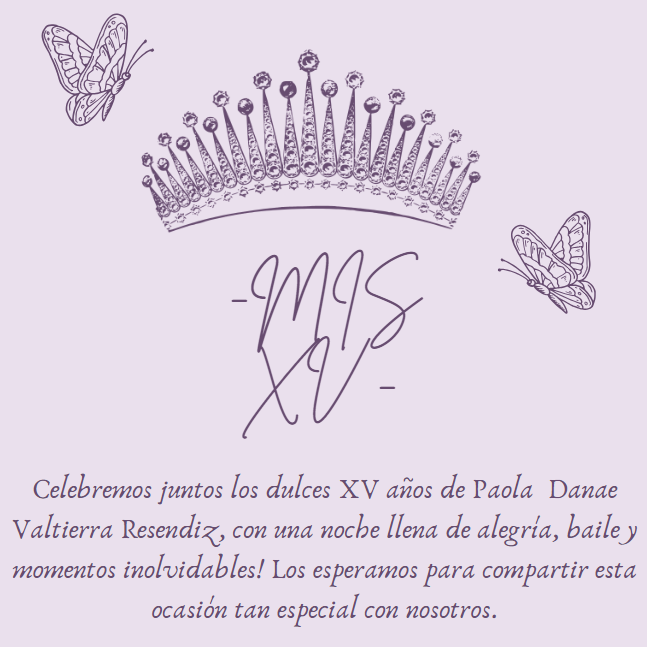 -MIS
XV -
Celebremos juntos los dulces XV años de Paola Danae
Valtierra Resendiz, con una noche llena de alegría, baile y
momentos inolvidables! Los esperamos para compartir esta
ocasión tan especial con nosotros.